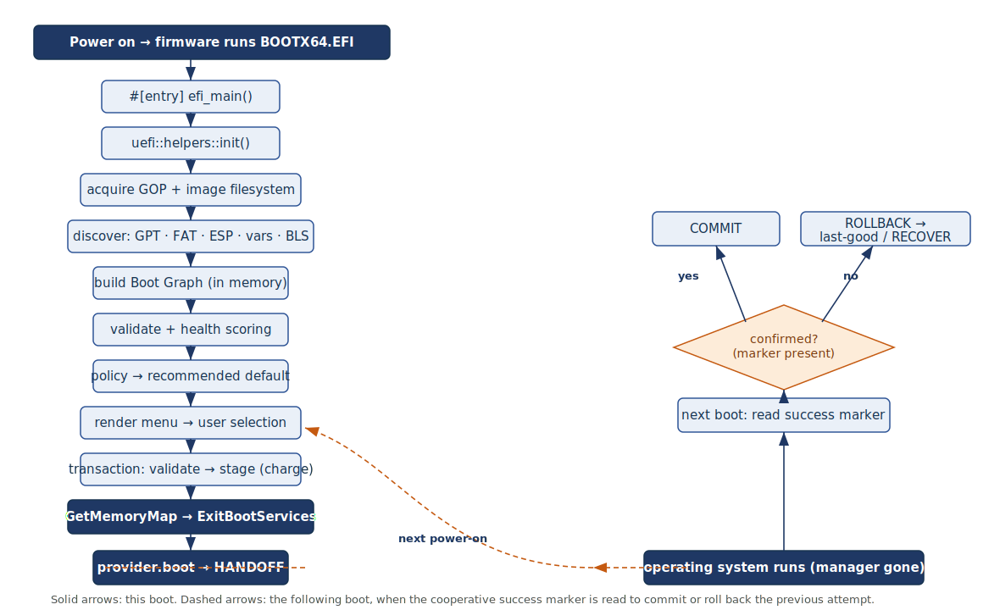 Power on → firmware runs BOOTX64.EFI
#[entry] efi_main()
uefi::helpers::init()
acquire GOP + image filesystem
discover: GPT · FAT · ESP · vars · BLS
build Boot Graph (in memory)
validate + health scoring
policy → recommended default
render menu → user selection
transaction: validate → stage (charge)
GetMemoryMap → ExitBootServices
provider.boot → HANDOFF
COMMIT
ROLLBACK →
last-good / RECOVER
yes
no
confirmed?
(marker present)
next boot: read success marker
next power-on
operating system runs (manager gone)
Solid arrows: this boot. Dashed arrows: the following boot, when the cooperative success marker is read to commit or roll back the previous attempt.